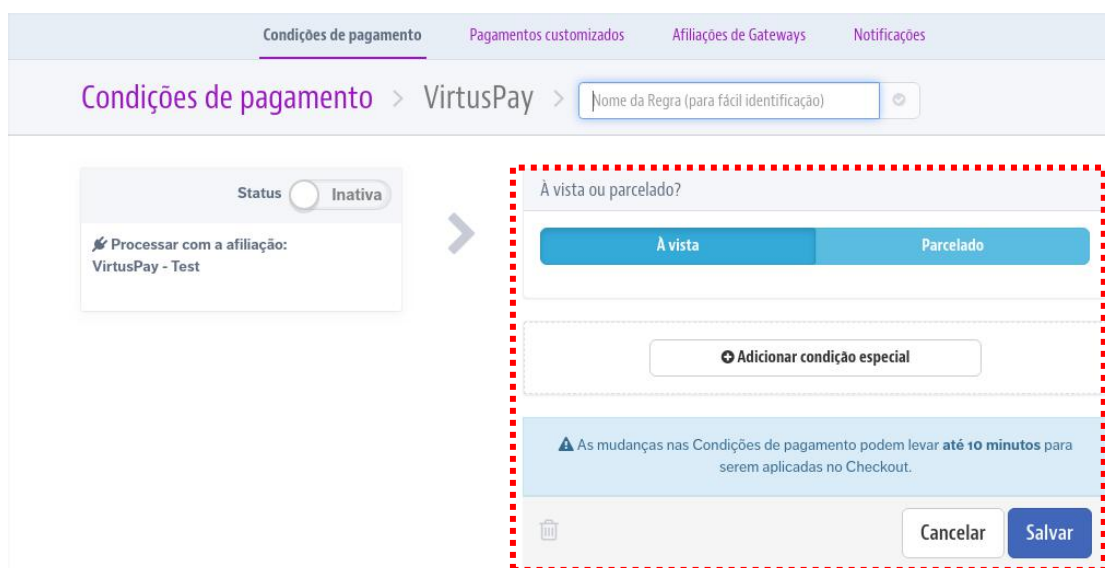 Condições de pagamento Pagamentos customizados Afiliações de Gateways Notificações
Condições de pagamento > VirtusPay > Nome da Regra (para fácil identificação)
Status Inativa
Processar com a afiliação:
VirtusPay - Test
À vista ou parcelado?
À vista Parcelado
Adicionar condição especial
As mudanças nas Condições de pagamento podem levar até 10 minutos para
serem aplicadas no Checkout.
Cancelar Salvar